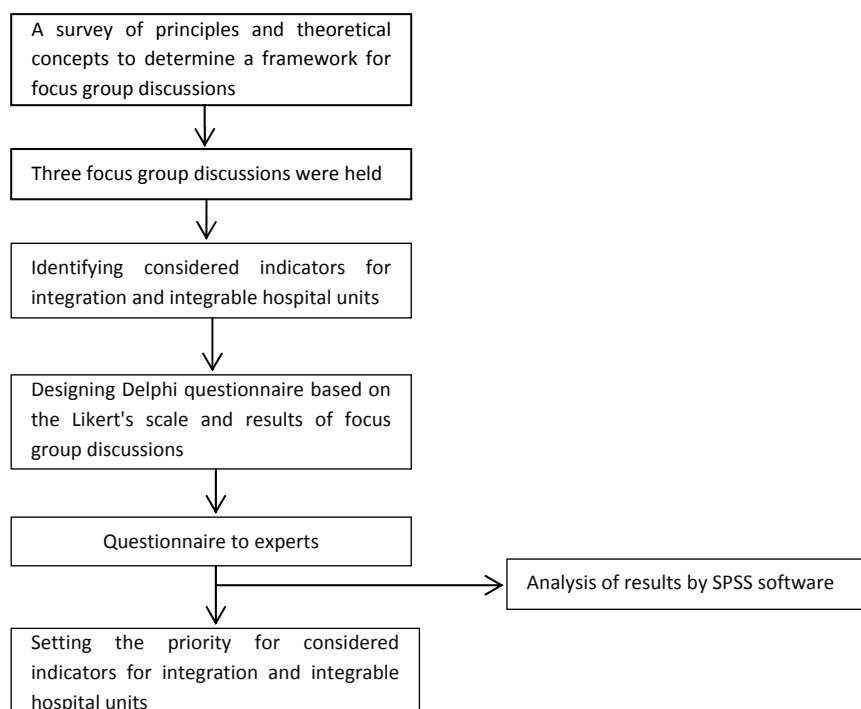 A survey of principles and theoretical
concepts to determine a framework for
focus group discussions
Three focus group discussions were held
Identifying considered indicators for
integration and integrable hospital units
Designing Delphi questionnaire based on
the Likert's scale and results of focus
group discussions
Questionnaire to experts
Analysis of results by SPSS software
Setting the priority for considered
indicators for integration and integrable
hospital units